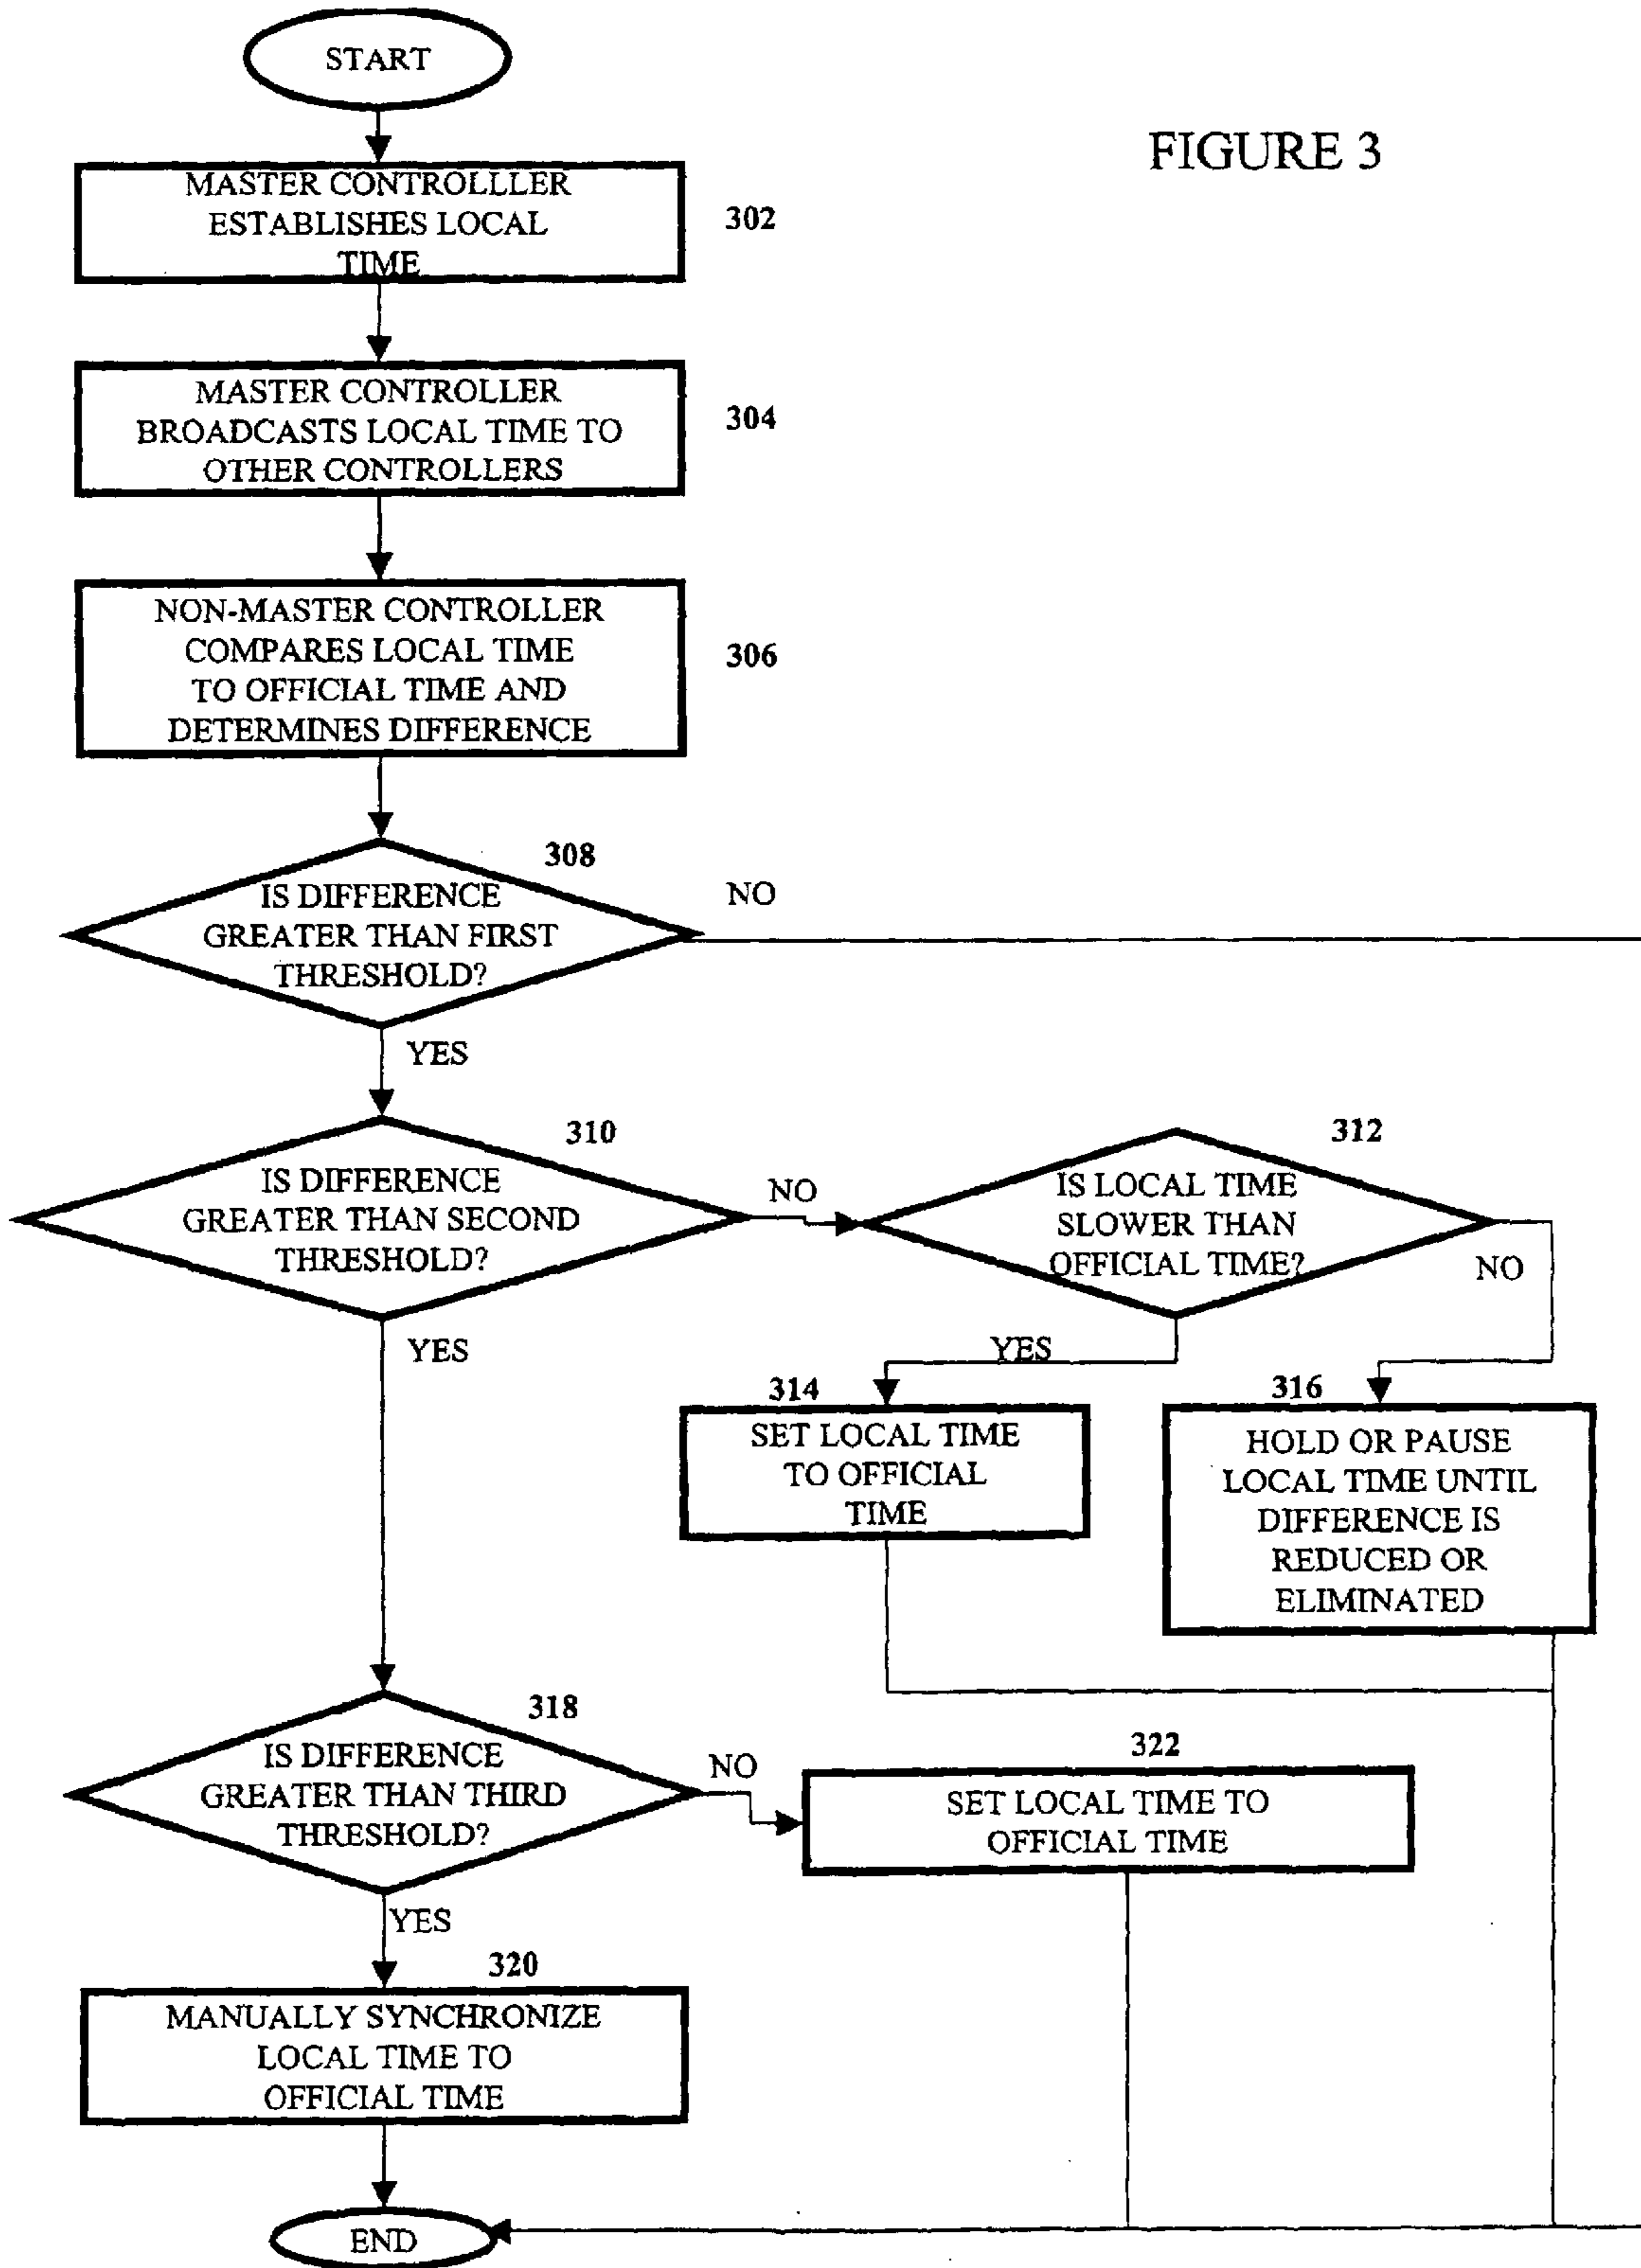 START
FIGURE 3
MASTER CONTROLLLER
ESTABLISHES LOCAL
TIME
302
MASTER CONTROLLER
BROADCASTS LOCAL TIME TO
OTHER CONTROLLERS
304
NON-MASTER CONTROLLER
COMPARES LOCAL TIME
TO OFFICIAL TIME AND
DETERMINES DIFFERENCE
306
308
IS DIFFERENCE
GREATER THAN FIRST
THRESHOLD?
NO
YES
310
IS DIFFERENCE
GREATER THAN SECOND
THRESHOLD?
NO
YES
312
IS LOCAL TIME
SLOWER THAN
OFFICIAL TIME?
NO
YES
314
SET LOCAL TIME
TO OFFICIAL
TIME
316
HOLD OR PAUSE
LOCAL TIME UNTIL
DIFFERENCE IS
REDUCED OR
ELIMINATED
318
IS DIFFERENCE
GREATER THAN THIRD
THRESHOLD?
NO
322
SET LOCAL TIME TO
OFFICIAL TIME
YES
320
MANUALLY SYNCHRONIZE
LOCAL TIME TO
OFFICIAL TIME
END